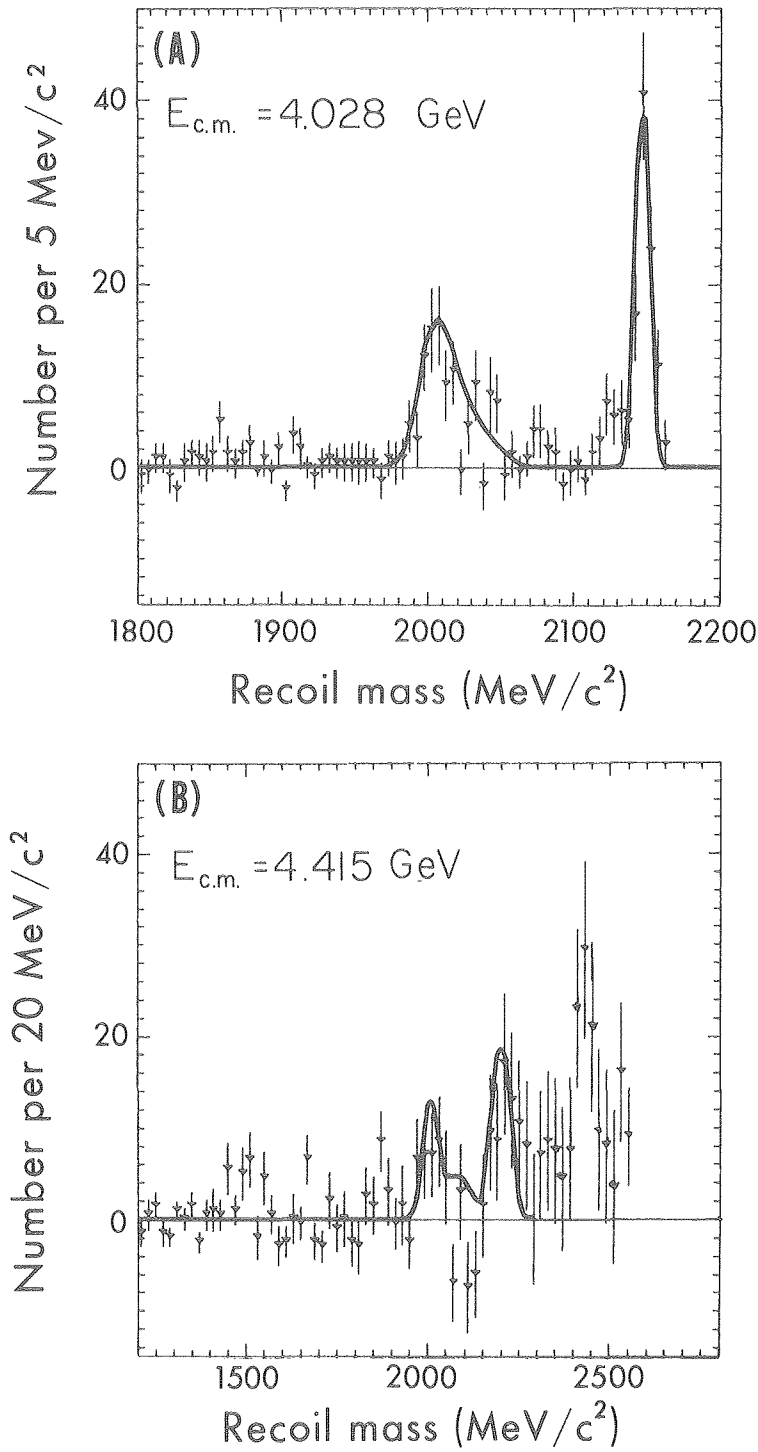 (A)
E_c.m. = 4.028 GeV
Number per 5 Mev/c²
40
20
0
1800 1900 2000 2100 2200
Recoil mass (MeV/c²)
(B)
E_c.m. = 4.415 GeV
Number per 20 MeV/c²
40
20
0
1500 2000 2500
Recoil mass (MeV/c²)